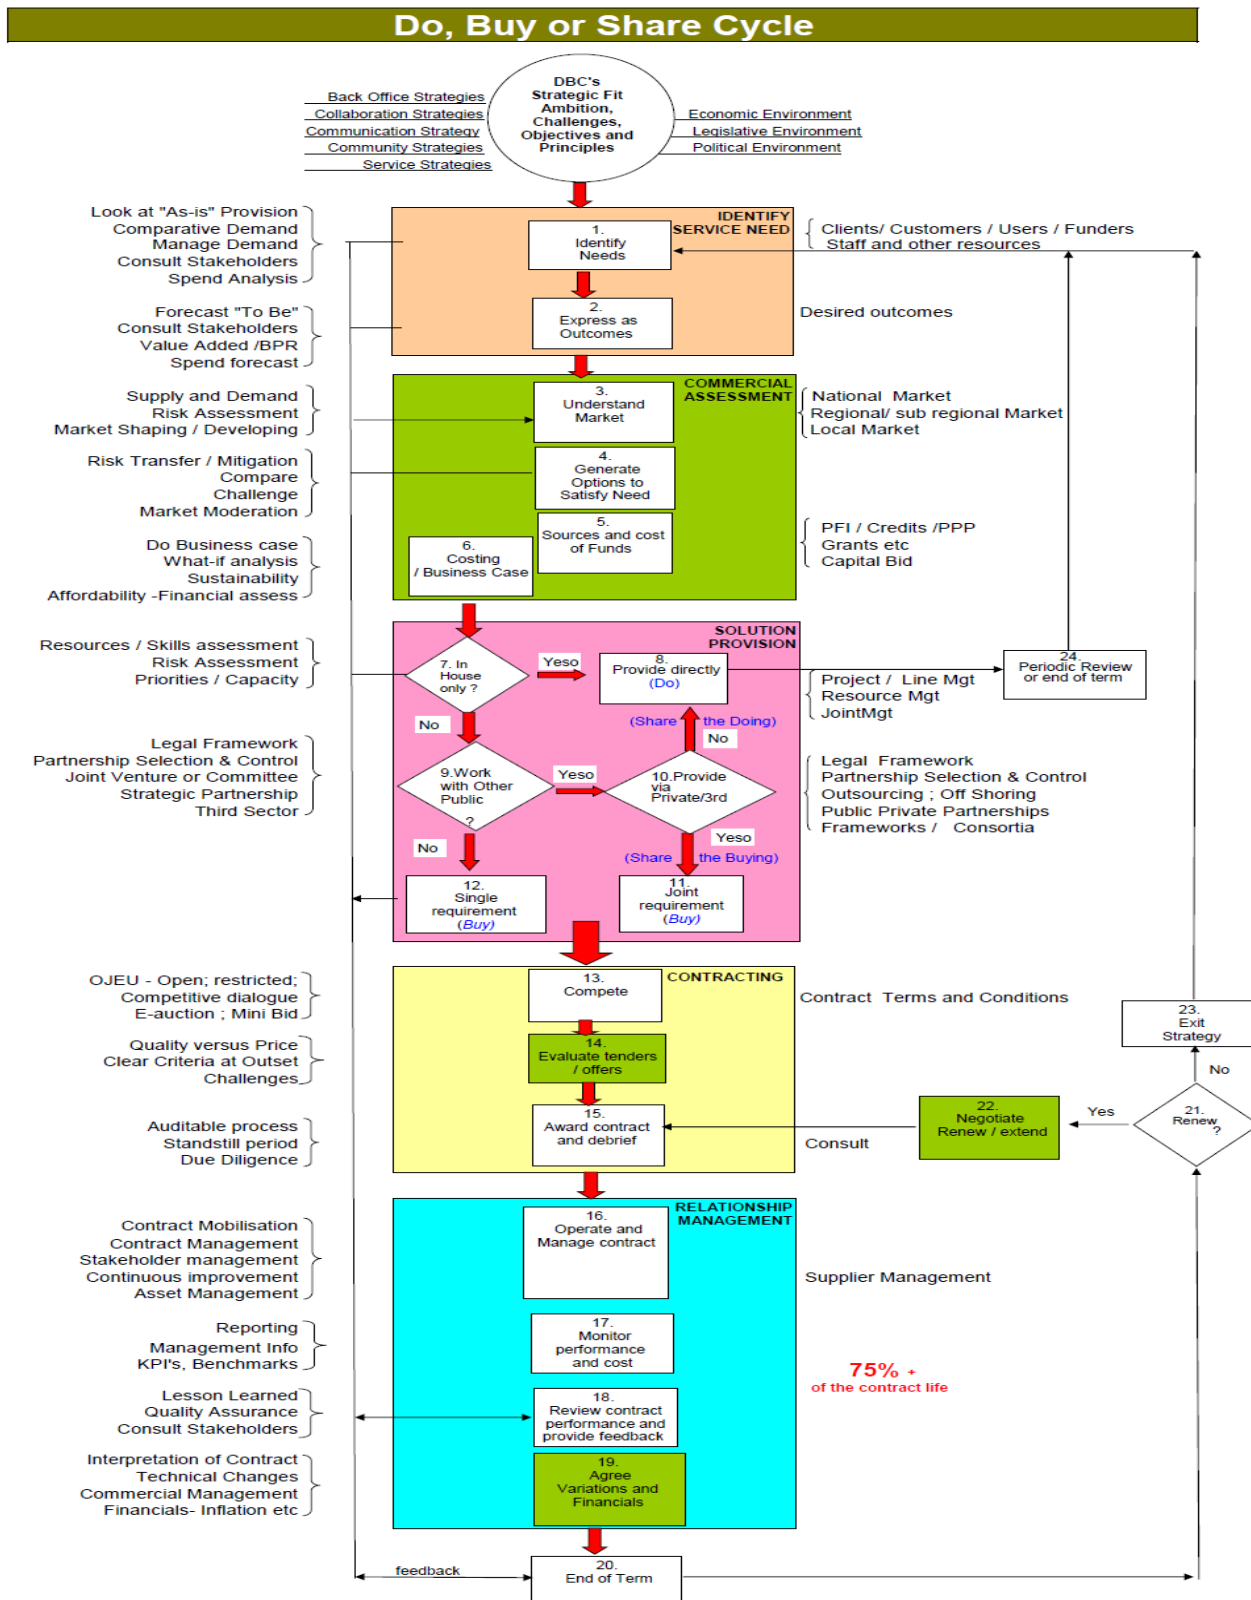 Do, Buy or Share Cycle
DBC's
Strategic Fit
Ambition,
Challenges,
Objectives and
Principles
Back Office Strategies
Collaboration Strategies
Communication Strategy
Community Strategies
Service Strategies
Economic Environment
Legislative Environment
Political Environment
Look at "As-is" Provision
Comparative Demand
Manage Demand
Consult Stakeholders
Spend Analysis
IDENTIFY
SERVICE NEED
1.
Identify
Needs
Clients/ Customers / Users / Funders
Staff and other resources
Forecast "To Be"
Consult Stakeholders
Value Added /BPR
Spend forecast
2.
Express as
Outcomes
Desired outcomes
Supply and Demand
Risk Assessment
Market Shaping / Developing
COMMERCIAL
ASSESSMENT
3.
Understand
Market
National Market
Regional/ sub regional Market
Local Market
Risk Transfer / Mitigation
Compare
Challenge
Market Moderation
4.
Generate
Options to
Satisfy Need
5.
Sources and cost
of Funds
PFI / Credits /PPP
Grants etc
Capital Bid
Do Business case
What-if analysis
Sustainability
Affordability -Financial assess
6.
Costing
/ Business Case
SOLUTION
PROVISION
Resources / Skills assessment
Risk Assessment
Priorities / Capacity
7. In
House
only ?
Yeso
8.
Provide directly
(Do)
Project / Line Mgt
Resource Mgt
JointMgt
24.
Periodic Review
or end of term
No
(Share the Doing)
No
Legal Framework
Partnership Selection & Control
Joint Venture or Committee
Strategic Partnership
Third Sector
9.Work
with Other
Public
?
Yeso
10.Provide
via
Private/3rd
Legal Framework
Partnership Selection & Control
Outsourcing ; Off Shoring
Public Private Partnerships
Frameworks / Consortia
No
Yeso
(Share the Buying)
12.
Single
requirement
(Buy)
11.
Joint
requirement
(Buy)
OJEU - Open; restricted;
Competitive dialogue
E-auction ; Mini Bid
CONTRACTING
13.
Compete
Contract Terms and Conditions
Quality versus Price
Clear Criteria at Outset
Challenges
14.
Evaluate tenders
/ offers
23.
Exit
Strategy
No
Auditable process
Standstill period
Due Diligence
15.
Award contract
and debrief
Consult
22.
Negotiate
Renew / extend
Yes
21.
Renew
?
RELATIONSHIP
MANAGEMENT
Contract Mobilisation
Contract Management
Stakeholder management
Continuous improvement
Asset Management
16.
Operate and
Manage contract
Supplier Management
Reporting
Management Info
KPI's, Benchmarks
17.
Monitor
performance
and cost
75% +
of the contract life
Lesson Learned
Quality Assurance
Consult Stakeholders
18.
Review contract
performance and
provide feedback
Interpretation of Contract
Technical Changes
Commercial Management
Financials- Inflation etc
19.
Agree
Variations and
Financials
feedback
20.
End of Term